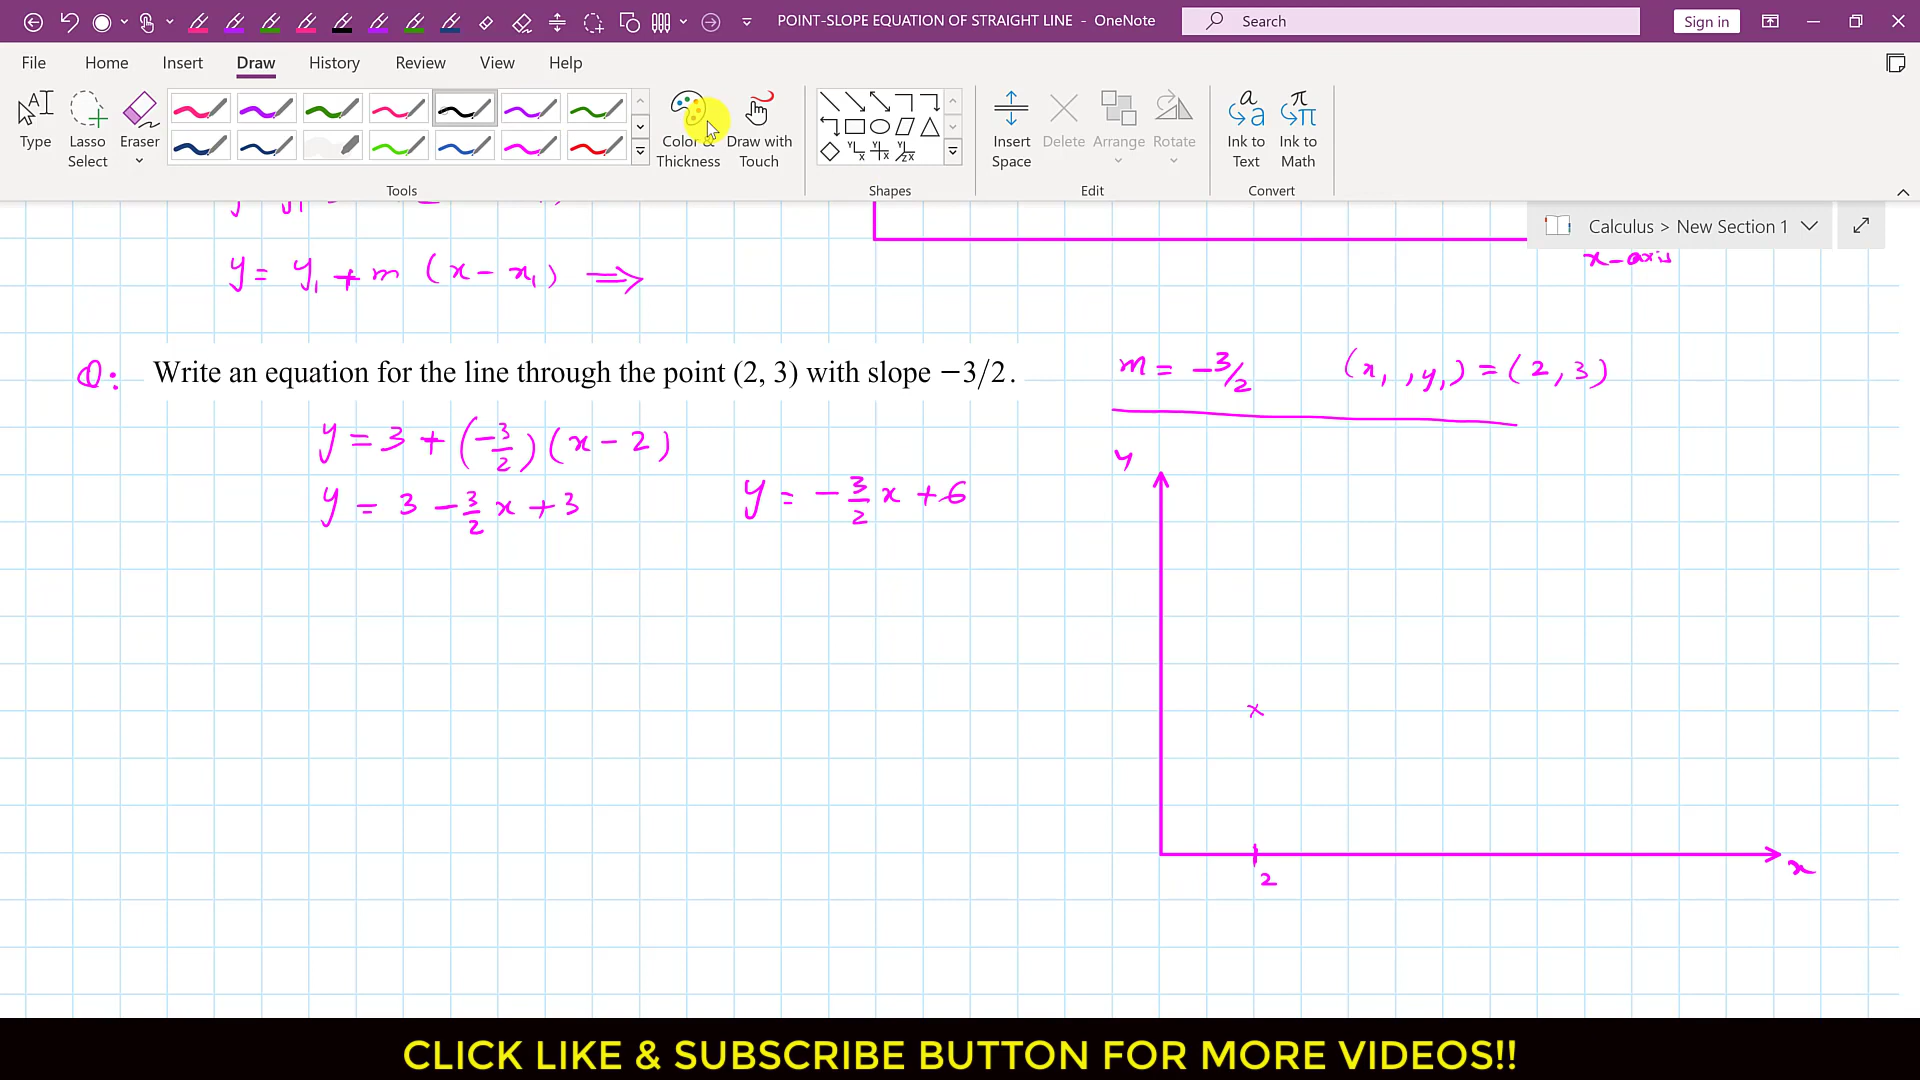 POINT-SLOPE EQUATION OF STRAIGHT LINE - OneNote
Search
Sign in
File Home Insert Draw History Review View Help
Type
Lasso Select
Eraser
Color & Thickness
Draw with Touch
Insert Space
Delete
Arrange
Rotate
Ink to Text
Ink to Math
Tools
Shapes
Edit
Convert
Calculus > New Section 1
x-axis
y = y₁ + m (x - x₁) ⇒
Q: Write an equation for the line through the point (2, 3) with slope −3/2.
m = -3/2 (x₁, y₁) = (2, 3)
y = 3 + (-3/2) (x - 2)
y = 3 - 3/2 x + 3
y = - 3/2 x + 6
y
x
2
x
CLICK LIKE & SUBSCRIBE BUTTON FOR MORE VIDEOS!!